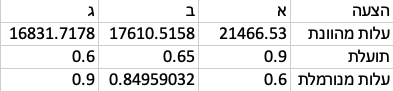 הצעה א ב ג
עלות מהוונת 21466.53 17610.5158 16831.7178
תועלת 0.9 0.65 0.6
עלות מנורמלת 0.6 0.84959032 0.9